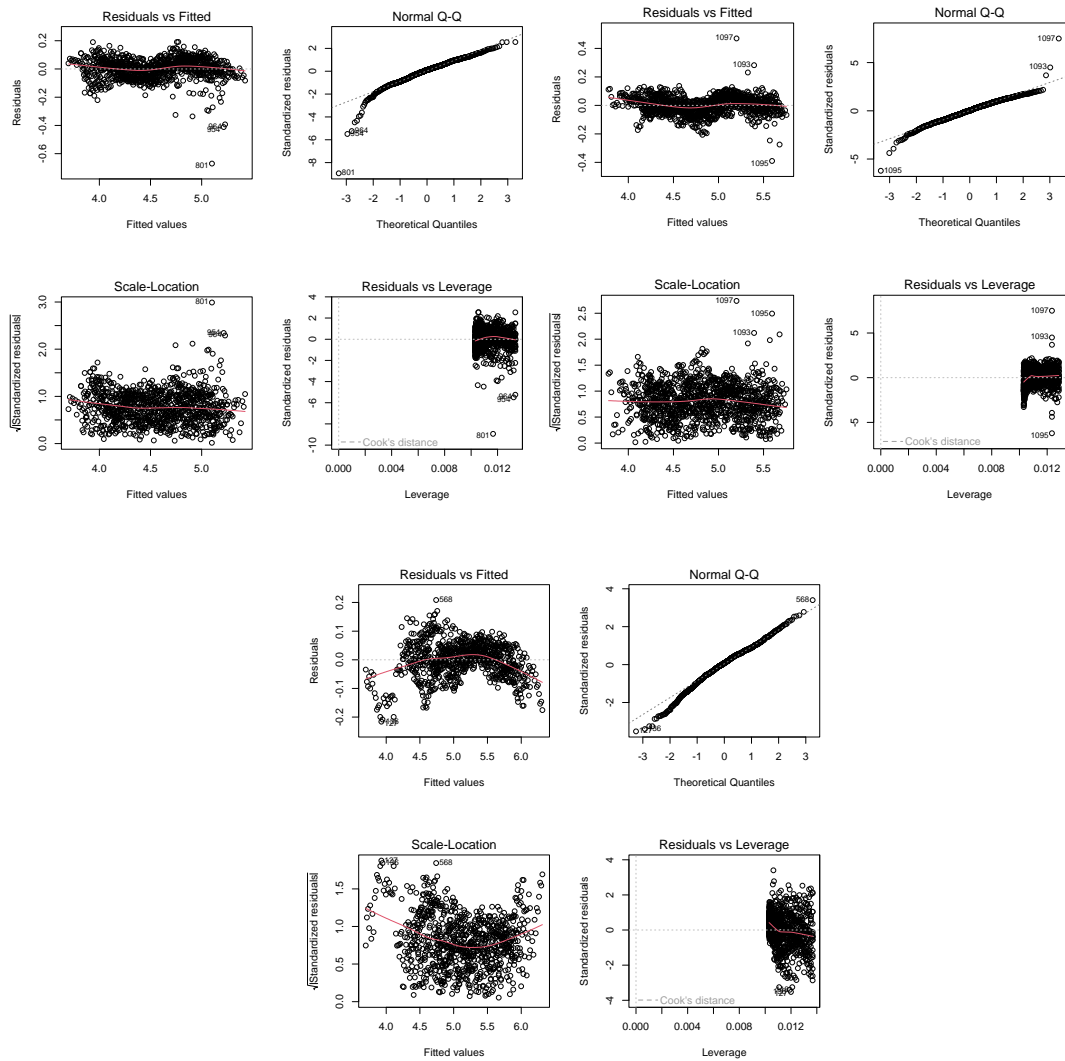 Residuals vs Fitted
Residuals
0.2
0.0
-0.2
-0.4
-0.6
964
954
801
4.0 4.5 5.0
Fitted values
Normal Q-Q
Standardized residuals
2
0
-2
-4
-6
-8
964
954
801
-3 -2 -1 0 1 2 3
Theoretical Quantiles
Residuals vs Fitted
Residuals
0.4
0.2
0.0
-0.2
-0.4
1097
1093
1095
4.0 4.5 5.0 5.5
Fitted values
Normal Q-Q
Standardized residuals
5
0
-5
1097
1093
1095
-3 -2 -1 0 1 2 3
Theoretical Quantiles
Scale-Location
√|Standardized residuals|
3.0
2.0
1.0
0.0
801
954
964
4.0 4.5 5.0
Fitted values
Residuals vs Leverage
Standardized residuals
4
2
0
-2
-4
-6
-8
-10
964
954
801
Cook's distance
0.000 0.004 0.008 0.012
Leverage
Scale-Location
√|Standardized residuals|
2.5
2.0
1.5
1.0
0.5
0.0
1097
1095
1093
4.0 4.5 5.0 5.5
Fitted values
Residuals vs Leverage
Standardized residuals
5
0
-5
1097
1093
1095
Cook's distance
0.000 0.004 0.008 0.012
Leverage
Residuals vs Fitted
Residuals
0.2
0.1
0.0
-0.1
-0.2
568
127
4.0 4.5 5.0 5.5 6.0
Fitted values
Normal Q-Q
Standardized residuals
4
2
0
-2
568
127
-3 -2 -1 0 1 2 3
Theoretical Quantiles
Scale-Location
√|Standardized residuals|
1.5
1.0
0.5
0.0
127
568
4.0 4.5 5.0 5.5 6.0
Fitted values
Residuals vs Leverage
Standardized residuals
4
2
0
-2
-4
127
Cook's distance
0.000 0.004 0.008 0.012
Leverage